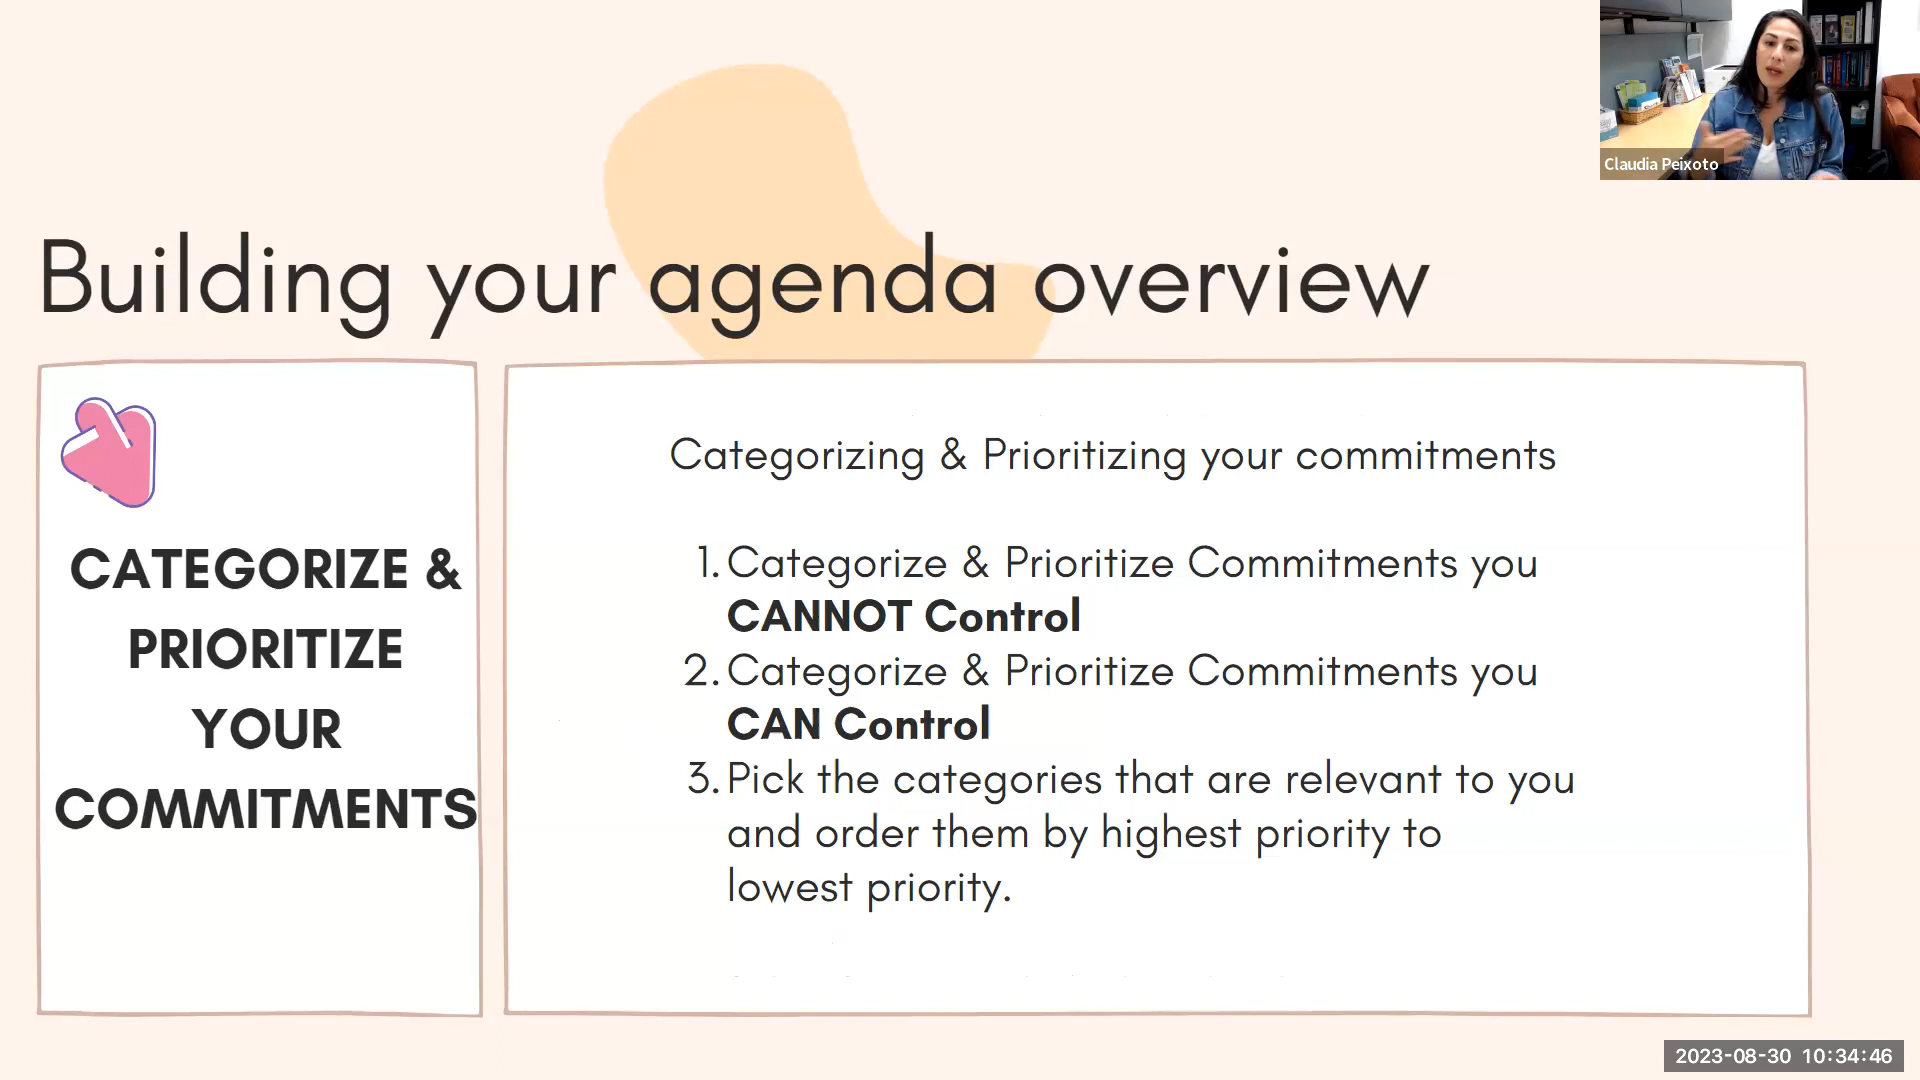 Claudia Peixoto
Building your agenda overview
CATEGORIZE &
PRIORITIZE
YOUR
COMMITMENTS
Categorizing & Prioritizing your commitments
1. Categorize & Prioritize Commitments you
CANNOT Control
2. Categorize & Prioritize Commitments you
CAN Control
3. Pick the categories that are relevant to you
and order them by highest priority to
lowest priority.
2023-08-30 10:34:46